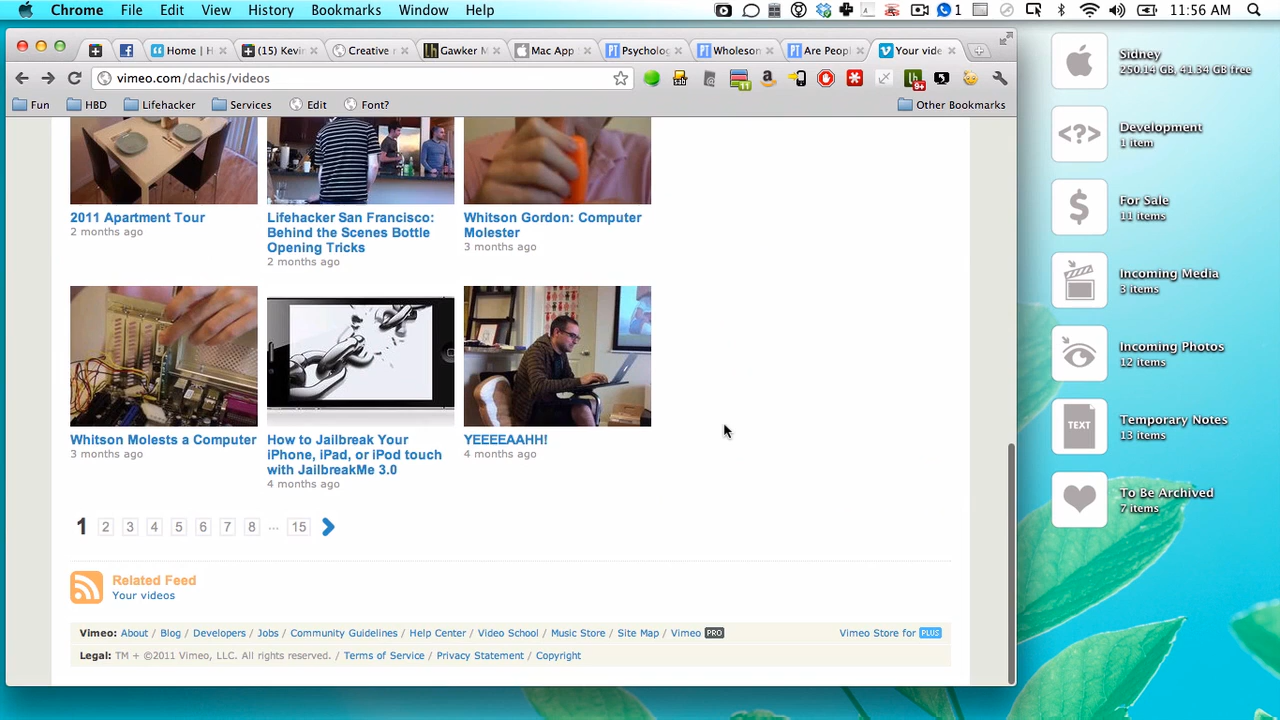 Chrome File Edit View History Bookmarks Window Help
1 11:56 AM
Home | H
(15) Kevin
Creative
Gawker M
Mac App
Psycholog
Wholeson
Are Peopl
Your vide
vimeo.com/dachis/videos
11
9+
Fun HBD Lifehacker Services Edit Font? Other Bookmarks
2011 Apartment Tour
2 months ago
Lifehacker San Francisco:
Behind the Scenes Bottle
Opening Tricks
2 months ago
Whitson Gordon: Computer
Molester
3 months ago
Whitson Molests a Computer
3 months ago
How to Jailbreak Your
iPhone, iPad, or iPod touch
with JailbreakMe 3.0
4 months ago
YEEEEAAHH!
4 months ago
1 2 3 4 5 6 7 8 ... 15
Related Feed
Your videos
Vimeo: About / Blog / Developers / Jobs / Community Guidelines / Help Center / Video School / Music Store / Site Map / Vimeo PRO
Vimeo Store for PLUS
Legal: TM + ©2011 Vimeo, LLC. All rights reserved. / Terms of Service / Privacy Statement / Copyright
Sidney
250.14 GB, 41.34 GB free
<?>
Development
1 item
$
For Sale
11 items
Incoming Media
3 items
Incoming Photos
12 items
TEXT
Temporary Notes
13 items
To Be Archived
7 items